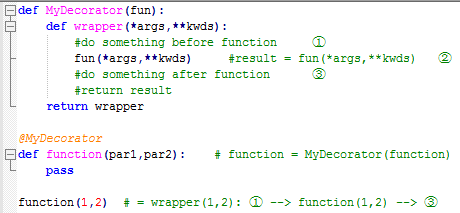 def MyDecorator(fun):
    def wrapper(*args,**kwds):
        #do something before function    ①
        fun(*args,**kwds)     #result = fun(*args,**kwds)   ②
        #do something after function     ③
        #return result
    return wrapper

@MyDecorator
def function(par1,par2):    # function = MyDecorator(function)
    pass

function(1,2)  # = wrapper(1,2): ① --> function(1,2) --> ③